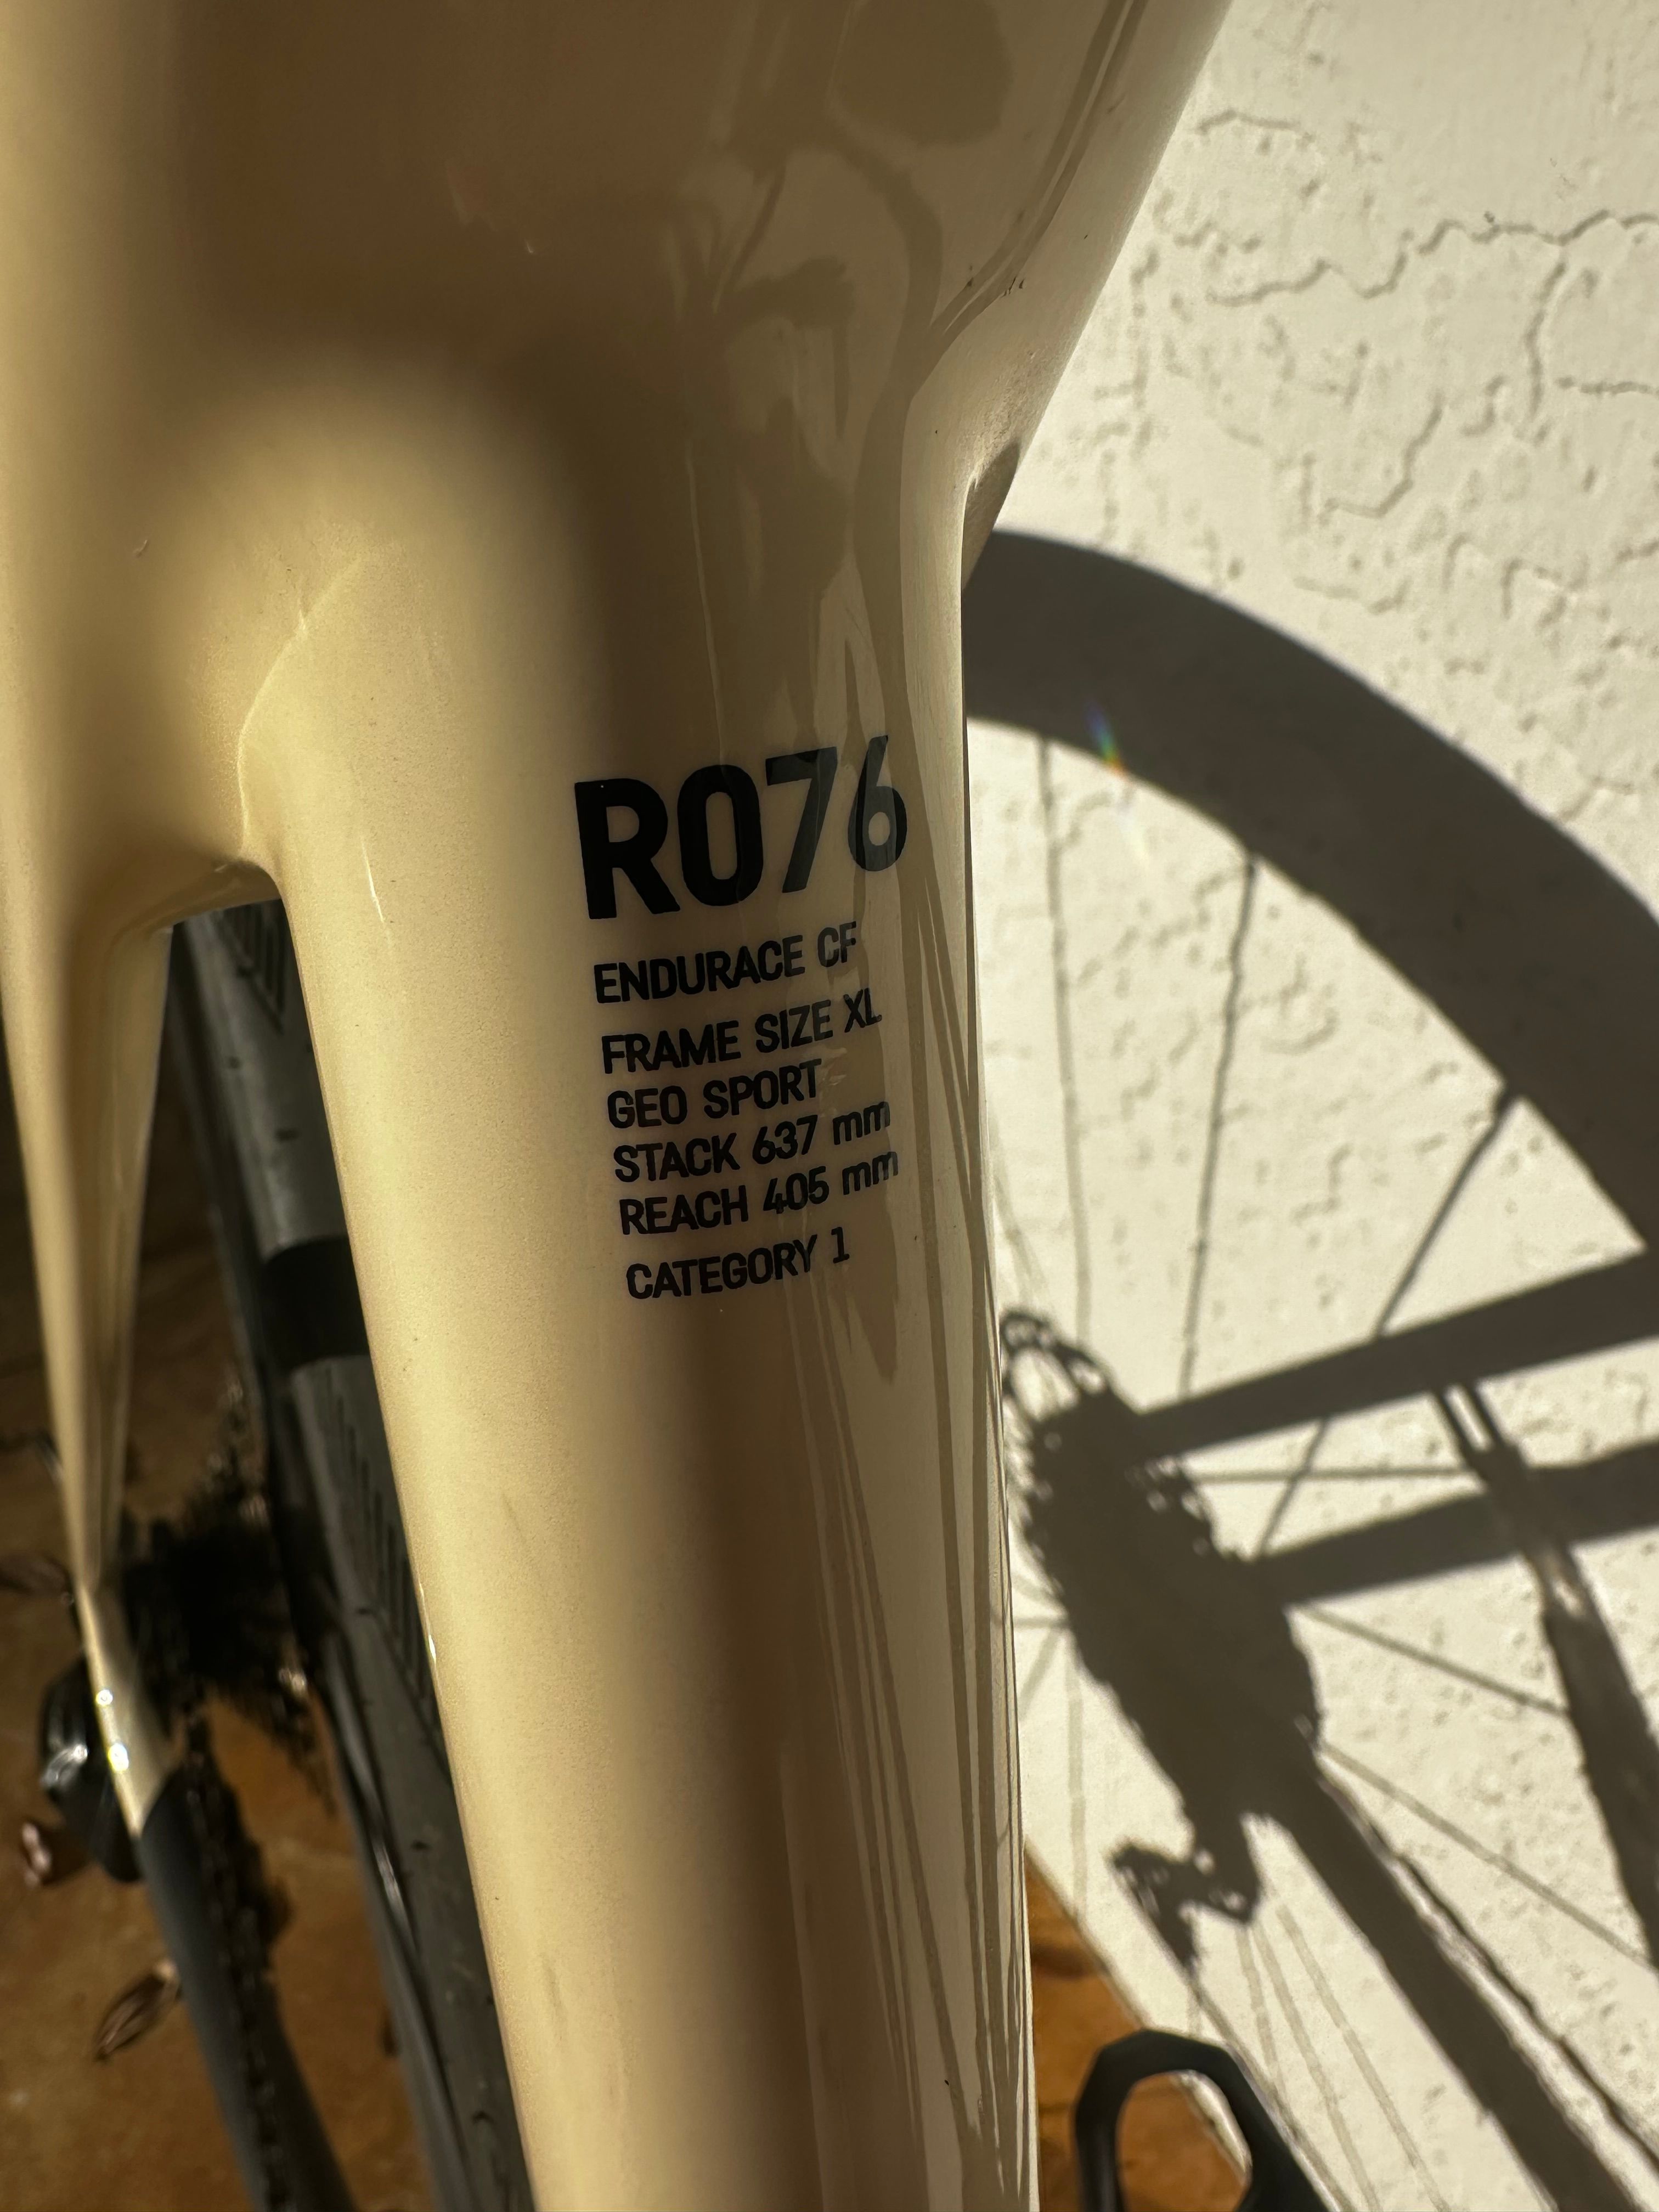 R076
ENDURACE CF
FRAME SIZE XL
GEO SPORT
STACK 637 mm
REACH 405 mm
CATEGORY 1